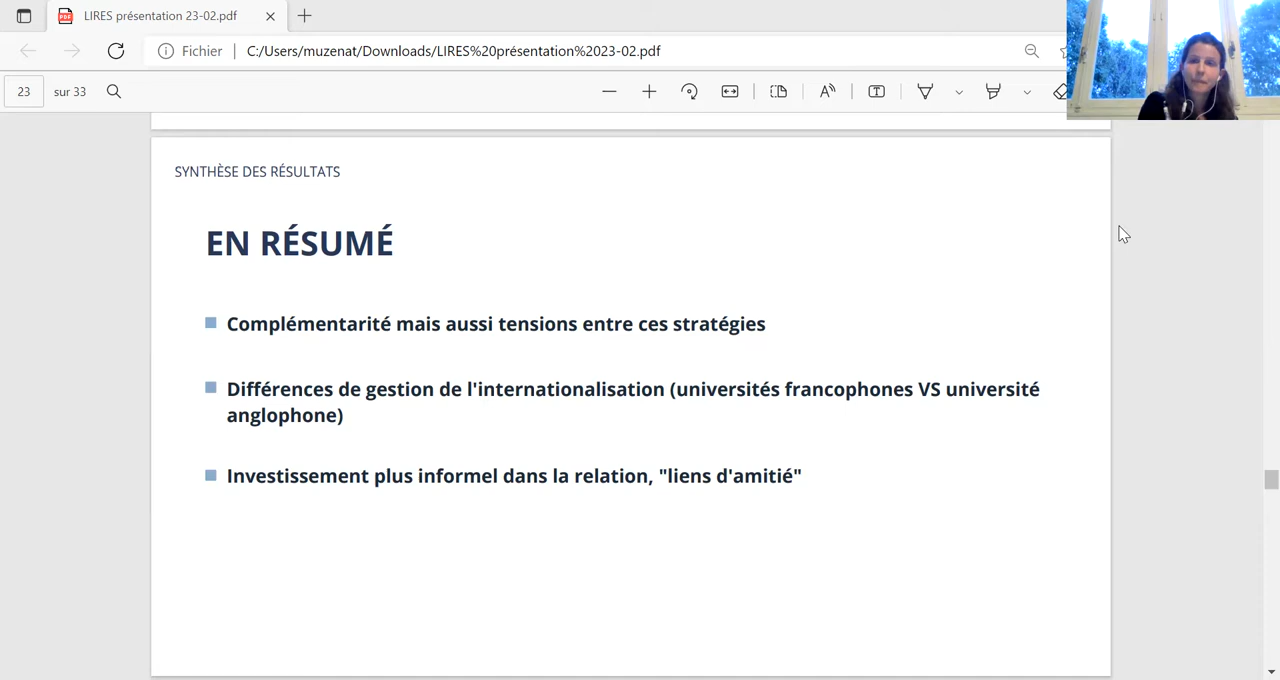 LIRES présentation 23-02.pdf
Fichier
C:/Users/muzenat/Downloads/LIRES%20présentation%2023-02.pdf
23 sur 33
SYNTHÈSE DES RÉSULTATS
EN RÉSUMÉ
Complémentarité mais aussi tensions entre ces stratégies
Différences de gestion de l'internationalisation (universités francophones VS université
anglophone)
Investissement plus informel dans la relation, "liens d'amitié"